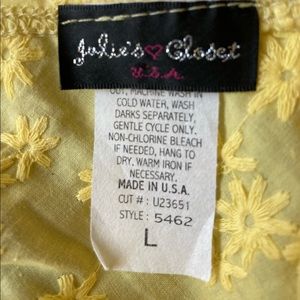 Julie's Closet
U.S.A.
OUT, MACHINE WASH IN
COLD WATER, WASH
DARKS SEPARATELY,
GENTLE CYCLE ONLY.
NON-CHLORINE BLEACH
IF NEEDED, HANG TO
DRY. WARM IRON IF
NECESSARY.
MADE IN U.S.A.
CUT # : U23651
STYLE : 5462
L